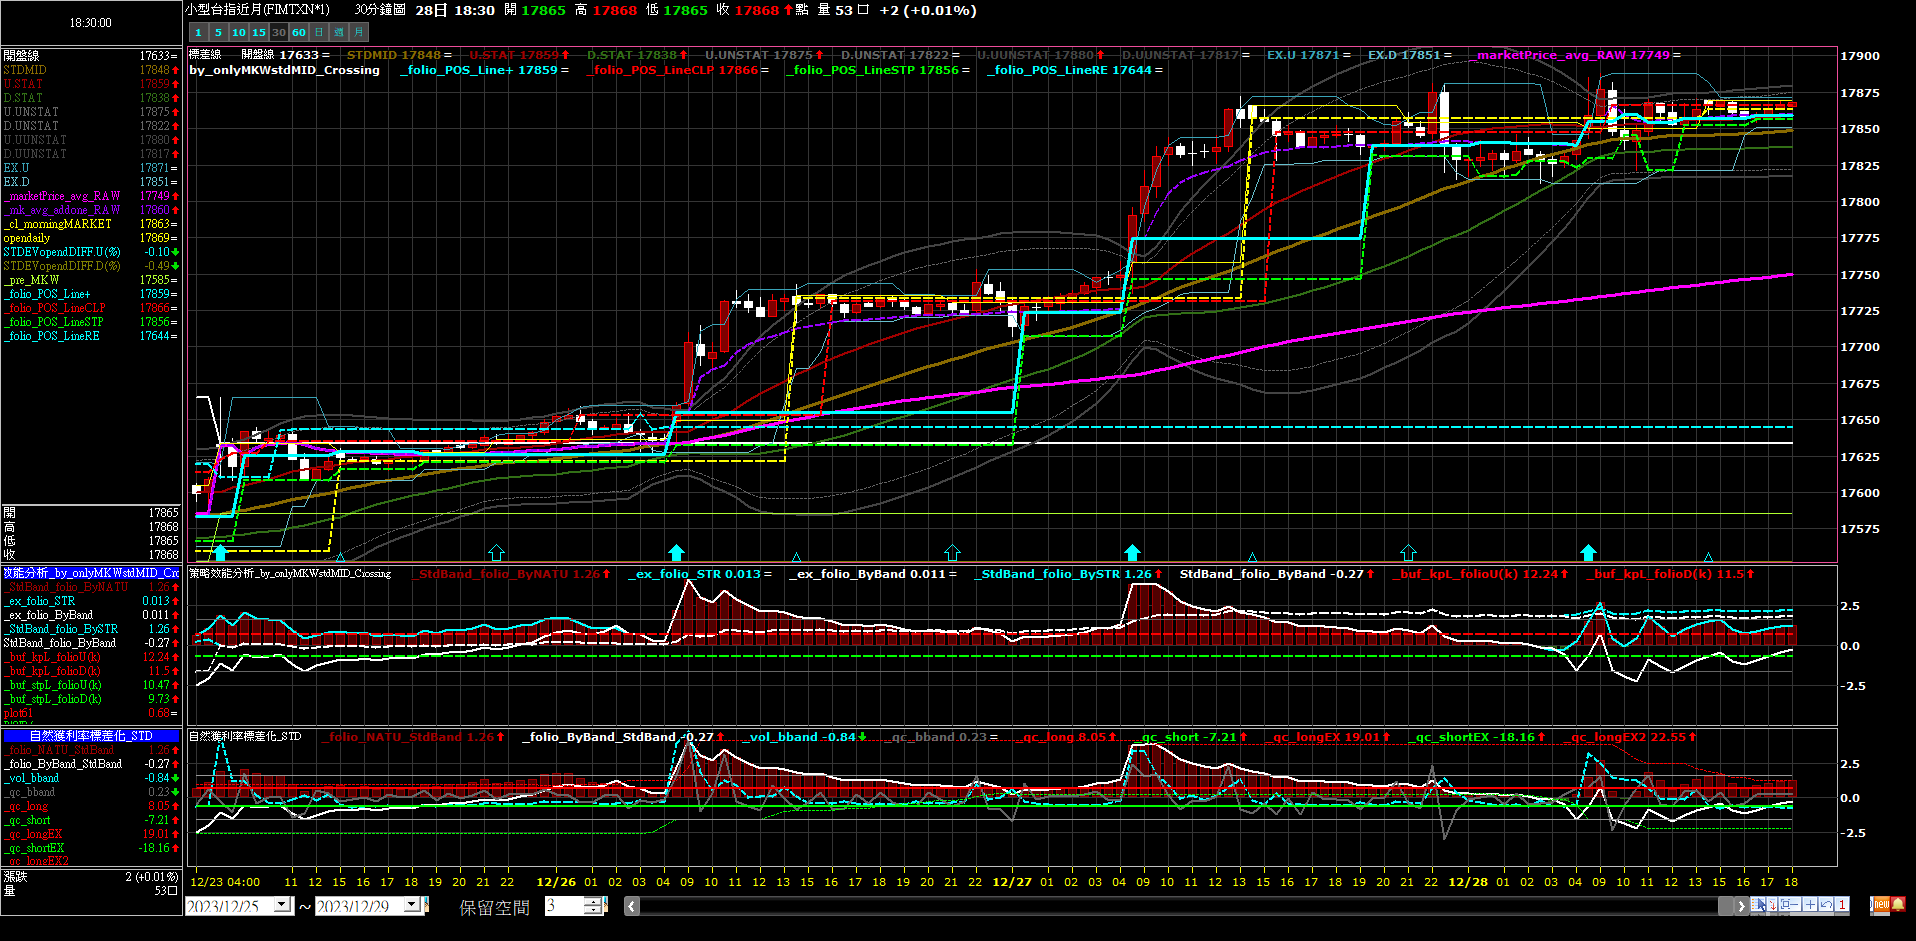 小型台指近月(FIMTXN*1) 30分鐘圖 28日 18:30 開 17865 高 17868 低 17865 收 17868 點 量 53 口 +2 (+0.01%)
18:30:00
1 5 10 15 30 60 日 週 月
標差線 開盤線 17633 = STDMID 17848 = U.STAT 17859 D.STAT 17838 U.UNSTAT 17875 D.UNSTAT 17822 = U.UUNSTAT 17880 D.UUNSTAT 17817 = EX.U 17871 = EX.D 17851 = _marketPrice_avg_RAW 17749 =
by_onlyMKWstdMID_Crossing _folio_POS_Line+ 17859 = _folio_POS_LineCLP 17866 = _folio_POS_LineSTP 17856 = _folio_POS_LineRE 17644 =
開盤線 17633=
STDMID 17848
U.STAT 17859
D.STAT 17838
U.UNSTAT 17875
D.UNSTAT 17822
U.UUNSTAT 17880
D.UUNSTAT 17817
EX.U 17871=
EX.D 17851=
_marketPrice_avg_RAW 17749
_mk_avg_addona_RAW 17860
_cl_morningMARKET 17863=
opendaily 17869=
STDEVopendDIFF.U(%) -0.10
STDEVopendDIFF.D(%) -0.49
_pre_MKW 17585=
_folio_POS_Line+ 17859=
_folio_POS_LineCLP 17866=
_folio_POS_LineSTP 17856=
_folio_POS_LineRE 17644=
開 17865
高 17868
低 17865
收 17868
17900
17875
17850
17825
17800
17775
17750
17725
17700
17675
17650
17625
17600
17575
效能分析_by_onlyMKWstdMID_Cro
_StdBand_folio_ByNATU 1.26
_ex_folio_STR 0.013
_ex_folio_ByBand 0.011
_StdBand_folio_BySTR 1.26
StdBand_folio_ByBand -0.27
_buf_kpL_folioU(k) 12.24
_buf_kpL_folioD(k) 11.5
_buf_stpL_folioU(k) 10.47
_buf_stpL_folioD(k) 9.73
plot61 0.68=
策略效能分析_by_onlyMKWstdMID_Crossing _StdBand_folio_ByNATU 1.26 _ex_folio_STR 0.013 = _ex_folio_ByBand 0.011 = _StdBand_folio_BySTR 1.26 StdBand_folio_ByBand -0.27 _buf_kpL_folioU(k) 12.24 _buf_kpL_folioD(k) 11.5
2.5
0.0
-2.5
自然獲利率標差化_STD
_folio_NATU_StdBand 1.26
_folio_ByBand_StdBand -0.27
_vol_bband -0.84
_qc_bband 0.23
_qc_long 8.05
_qc_short -7.21
_qc_longEX 19.01
_qc_shortEX -18.16
_qc_longEX2
自然獲利率標差化_STD _folio_NATU_StdBand 1.26 _folio_ByBand_StdBand -0.27 _vol_bband -0.84 _qc_bband 0.23 = _qc_long 8.05 _qc_short -7.21 _qc_longEX 19.01 _qc_shortEX -18.16 _qc_longEX2 22.55
2.5
0.0
-2.5
漲跌 2 (+0.01%)
量 53口
12/23 04:00 11 12 15 16 17 18 19 20 21 22 12/26 01 02 03 04 09 10 11 12 13 15 16 17 18 19 20 21 22 12/27 01 02 03 04 09 10 11 12 13 15 16 17 18 19 20 21 22 12/28 01 02 03 04 09 10 11 12 13 15 16 17 18
2023/12/25 ~ 2023/12/29 保留空間 3
1 new